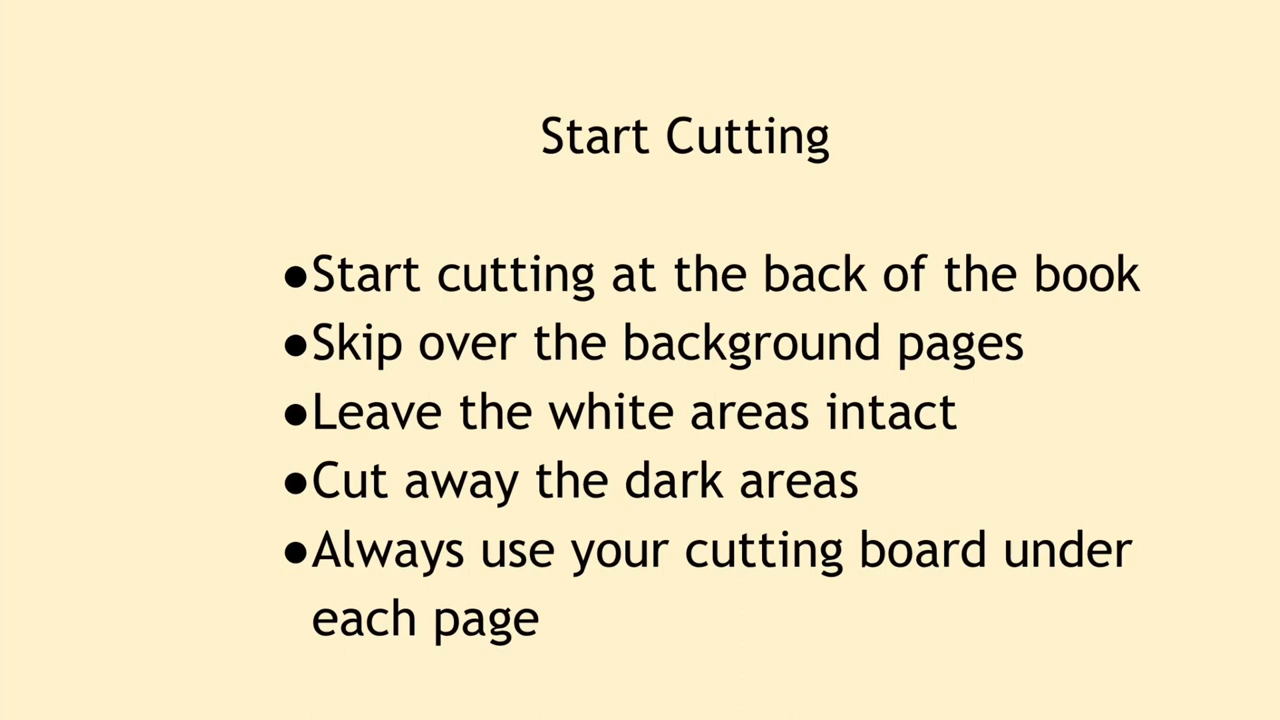 Start Cutting
●Start cutting at the back of the book
●Skip over the background pages
●Leave the white areas intact
●Cut away the dark areas
●Always use your cutting board under
each page